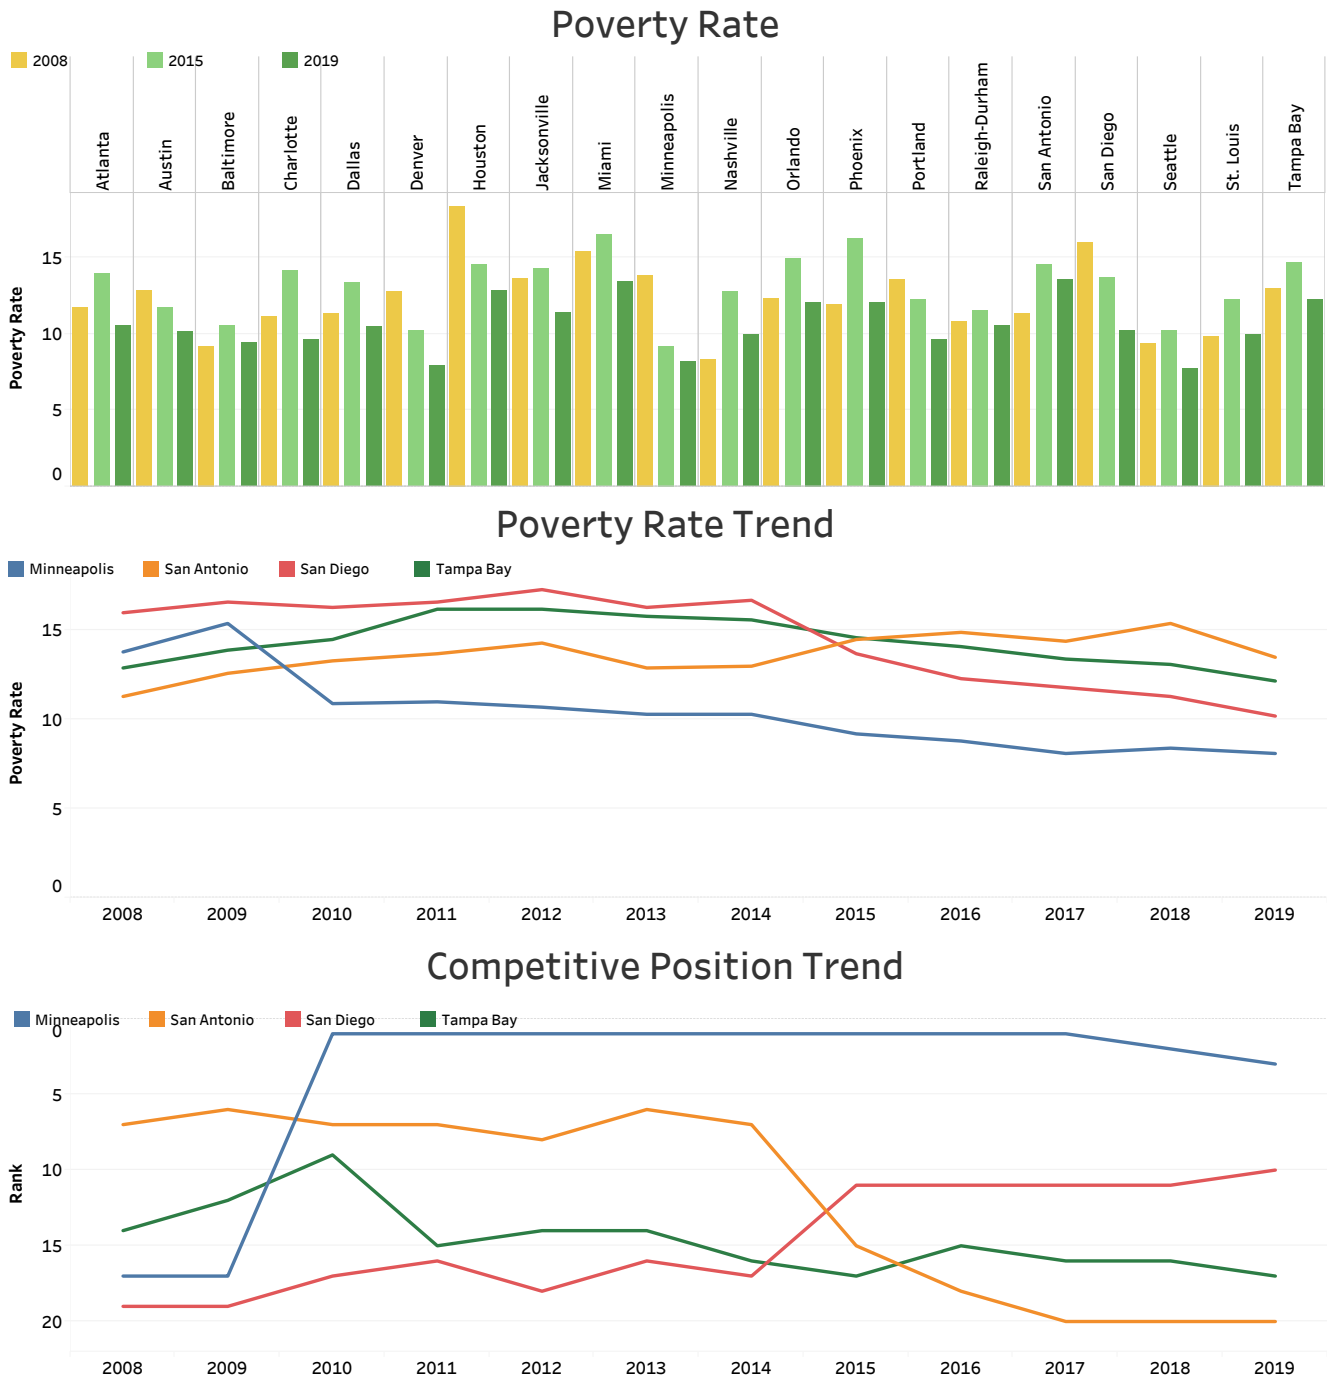 Poverty Rate
2008 2015 2019
Atlanta Austin Baltimore Charlotte Dallas Denver Houston Jacksonville Miami Minneapolis Nashville Orlando Phoenix Portland Raleigh-Durham San Antonio San Diego Seattle St. Louis Tampa Bay
Poverty Rate
15
10
5
0
Poverty Rate Trend
Minneapolis San Antonio San Diego Tampa Bay
Poverty Rate
15
10
5
0
2008 2009 2010 2011 2012 2013 2014 2015 2016 2017 2018 2019
Competitive Position Trend
Minneapolis San Antonio San Diego Tampa Bay
Rank
0
5
10
15
20
2008 2009 2010 2011 2012 2013 2014 2015 2016 2017 2018 2019